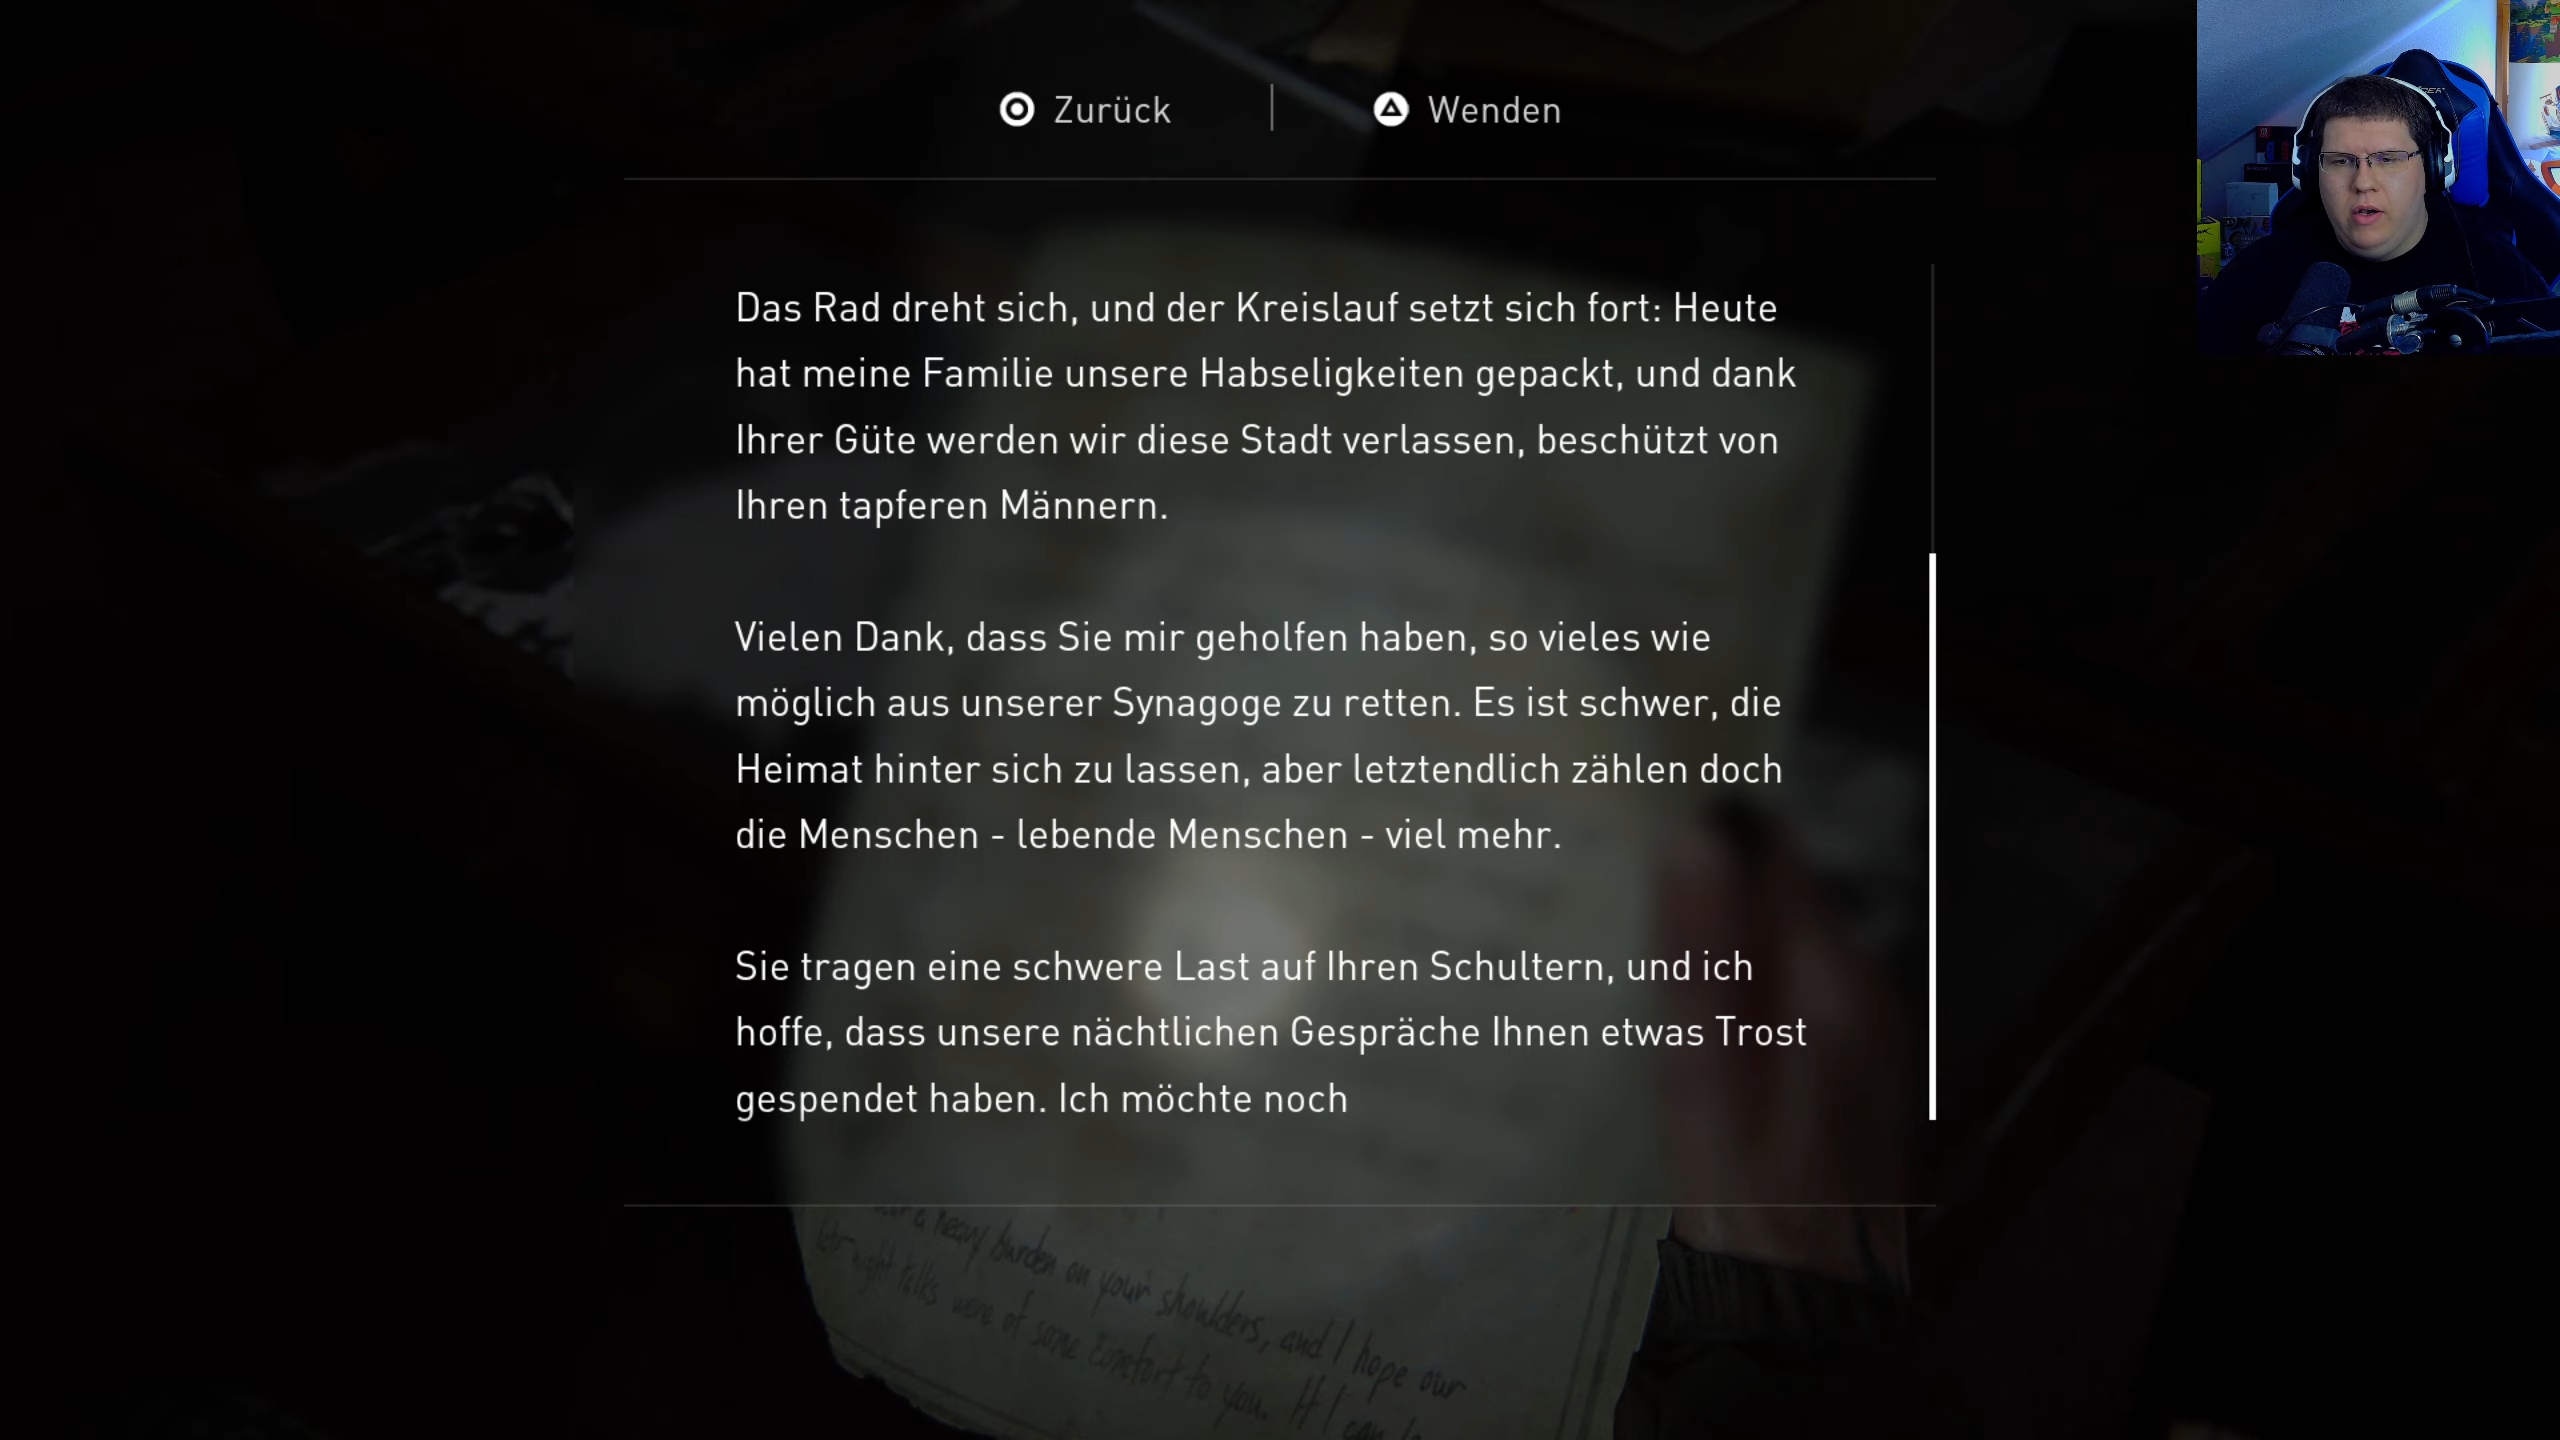 Zurück
Wenden
Das Rad dreht sich, und der Kreislauf setzt sich fort: Heute
hat meine Familie unsere Habseligkeiten gepackt, und dank
Ihrer Güte werden wir diese Stadt verlassen, beschützt von
Ihren tapferen Männern.
Vielen Dank, dass Sie mir geholfen haben, so vieles wie
möglich aus unserer Synagoge zu retten. Es ist schwer, die
Heimat hinter sich zu lassen, aber letztendlich zählen doch
die Menschen - lebende Menschen - viel mehr.
Sie tragen eine schwere Last auf Ihren Schultern, und ich
hoffe, dass unsere nächtlichen Gespräche Ihnen etwas Trost
gespendet haben. Ich möchte noch
a heavy burden on your shoulders, and I hope our
late night talks were of some comfort to you. If I can